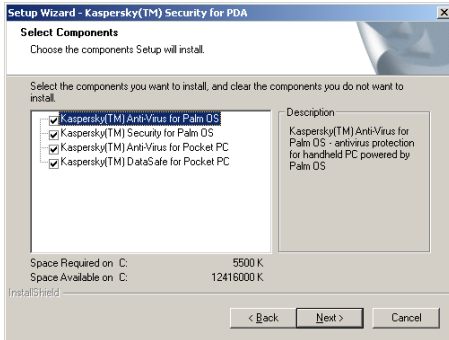 Setup Wizard - Kaspersky(TM) Security for PDA
Select Components
Choose the components Setup will install.
Select the components you want to install, and clear the components you do not want to
install.
Kaspersky(TM) Anti-Virus for Palm OS
Kaspersky(TM) Security for Palm OS
Kaspersky(TM) Anti-Virus for Pocket PC
Kaspersky(TM) DataSafe for Pocket PC
Description
Kaspersky(TM) Anti-Virus for
Palm OS - antivirus protection
for handheld PC powered by
Palm OS
Space Required on C: 5500 K
Space Available on C: 12416000 K
InstallShield
< Back Next > Cancel